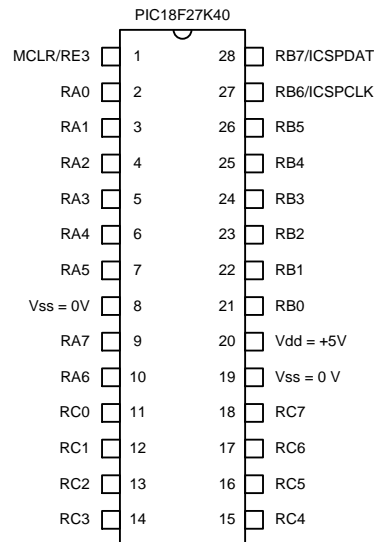 PIC18F27K40
MCLR/RE3 1 28 RB7/ICSPDAT
RA0 2 27 RB6/ICSPCLK
RA1 3 26 RB5
RA2 4 25 RB4
RA3 5 24 RB3
RA4 6 23 RB2
RA5 7 22 RB1
Vss = 0V 8 21 RB0
RA7 9 20 Vdd = +5V
RA6 10 19 Vss = 0 V
RC0 11 18 RC7
RC1 12 17 RC6
RC2 13 16 RC5
RC3 14 15 RC4